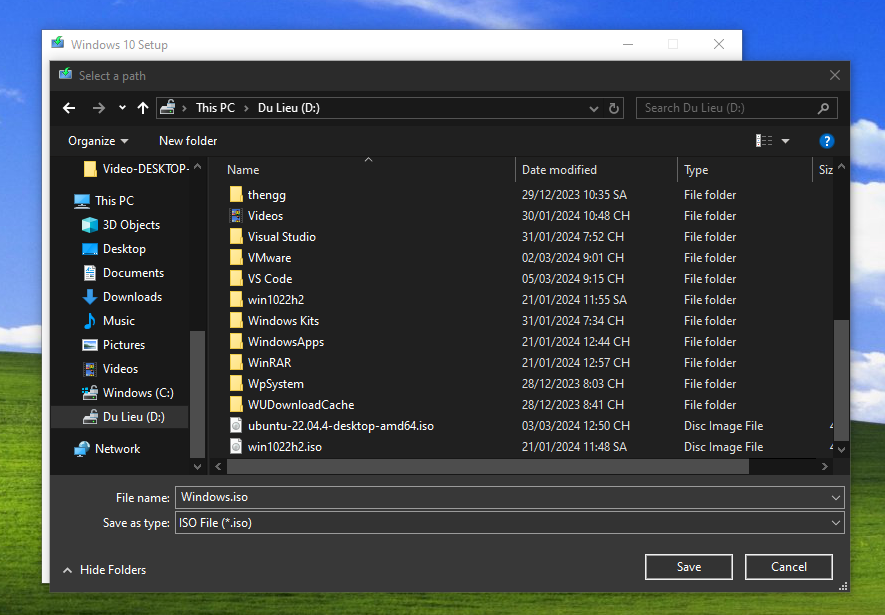 Windows 10 Setup
Select a path
This PC
Du Lieu (D:)
Search Du Lieu (D:)
Organize
New folder
?
Name
Date modified
Type
Siz
Video-DESKTOP-
This PC
3D Objects
Desktop
Documents
Downloads
Music
Pictures
Videos
Windows (C:)
Du Lieu (D:)
Network
thengg 29/12/2023 10:35 SA File folder
Videos 30/01/2024 10:48 CH File folder
Visual Studio 31/01/2024 7:52 CH File folder
VMware 02/03/2024 9:01 CH File folder
VS Code 05/03/2024 9:15 CH File folder
win1022h2 21/01/2024 11:55 SA File folder
Windows Kits 31/01/2024 7:34 CH File folder
WindowsApps 21/01/2024 12:44 CH File folder
WinRAR 21/01/2024 12:57 CH File folder
WpSystem 28/12/2023 8:03 CH File folder
WUDownloadCache 28/12/2023 8:41 CH File folder
ubuntu-22.04.4-desktop-amd64.iso 03/03/2024 12:50 CH Disc Image File
win1022h2.iso 21/01/2024 11:48 SA Disc Image File
File name: Windows.iso
Save as type: ISO File (*.iso)
Hide Folders
Save
Cancel